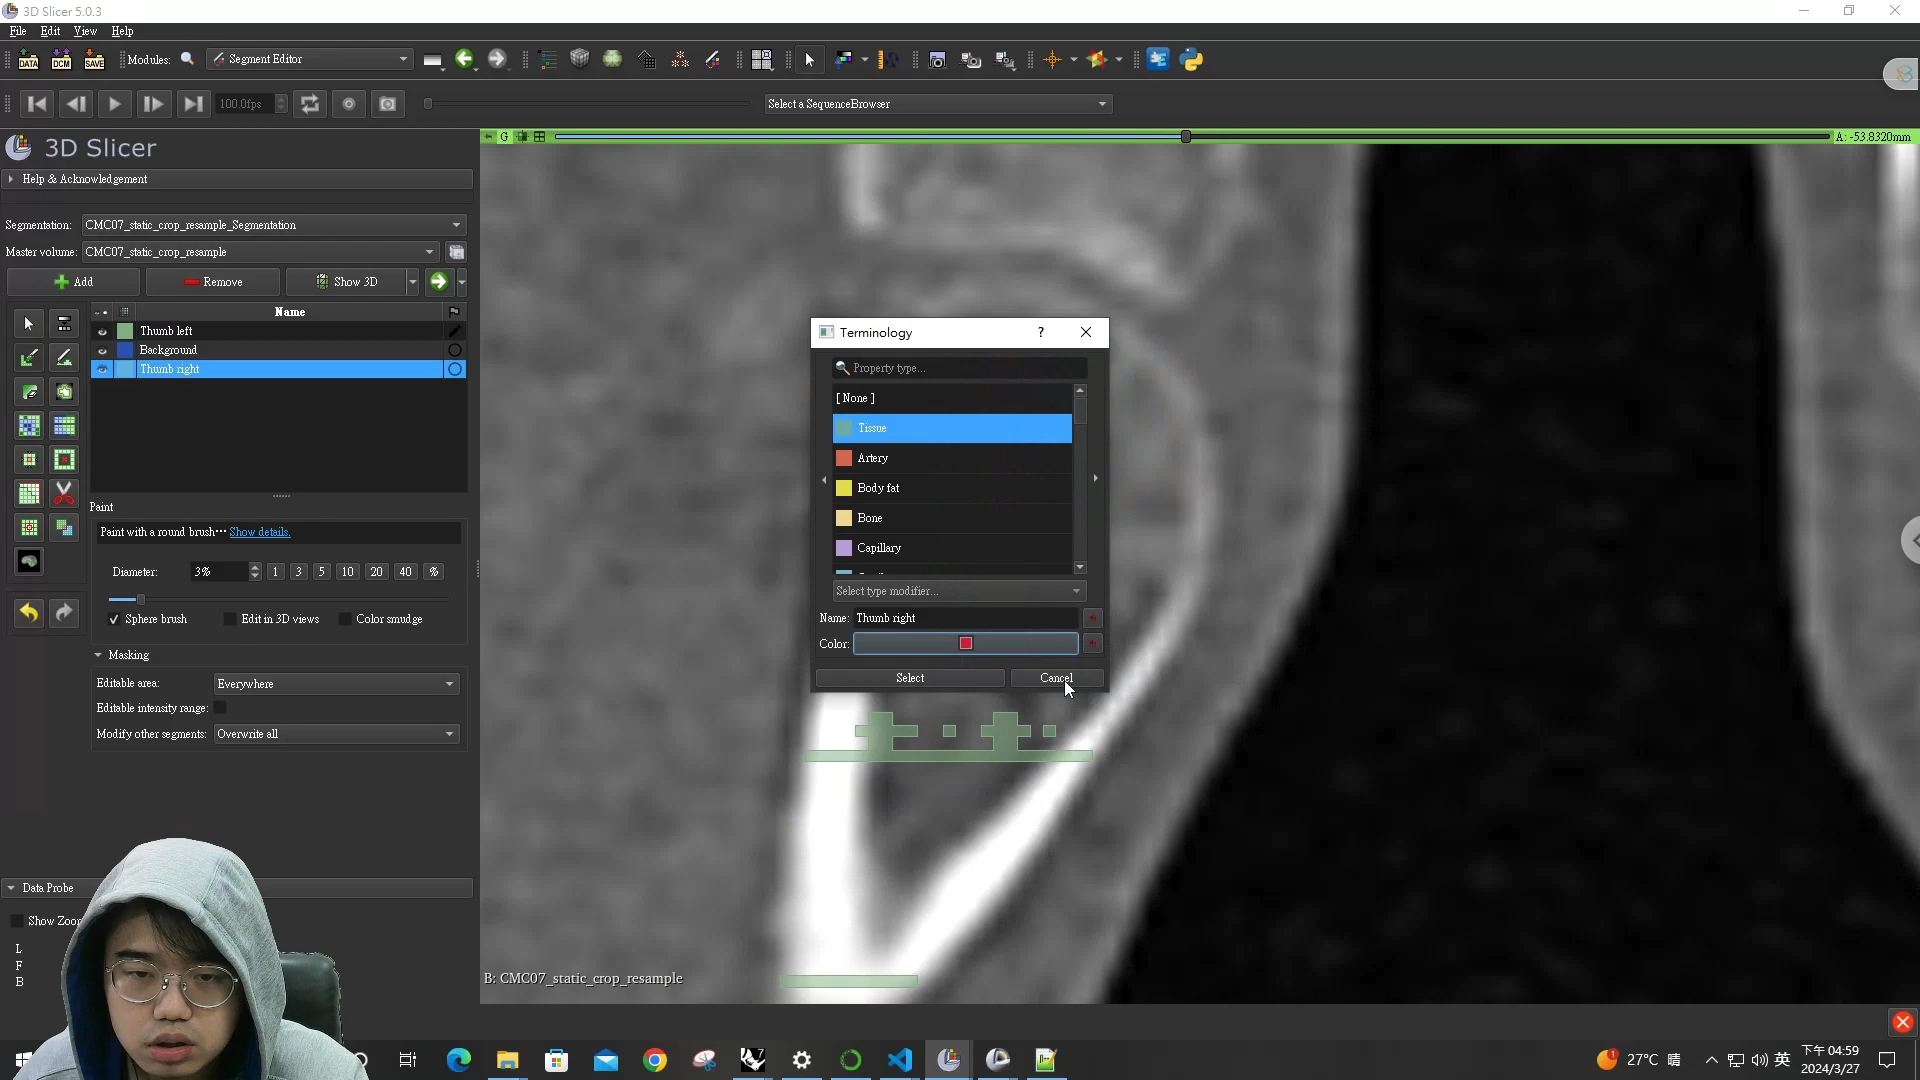 3D Slicer 5.0.3
File Edit View Help
DATA DCM SAVE Modules: Segment Editor
100.0fps Select a SequenceBrowser
3D Slicer
G A: -53.8320mm
Help & Acknowledgement
Segmentation: CMC07_static_crop_resample_Segmentation
Master volume: CMC07_static_crop_resample
Add Remove Show 3D
Name
Thumb left
Background
Thumb right
Paint
Paint with a round brush··· Show details.
Diameter: 3% 1 3 5 10 20 40 %
Sphere brush Edit in 3D views Color smudge
Masking
Editable area: Everywhere
Editable intensity range:
Modify other segments: Overwrite all
Data Probe
Show Zoo
L
F
B
Terminology ?
Property type...
[ None ]
Tissue
Artery
Body fat
Bone
Capillary
Select type modifier...
Name: Thumb right
Color:
Select Cancel
B: CMC07_static_crop_resample
1 27°C 晴 英 下午 04:59
2024/3/27